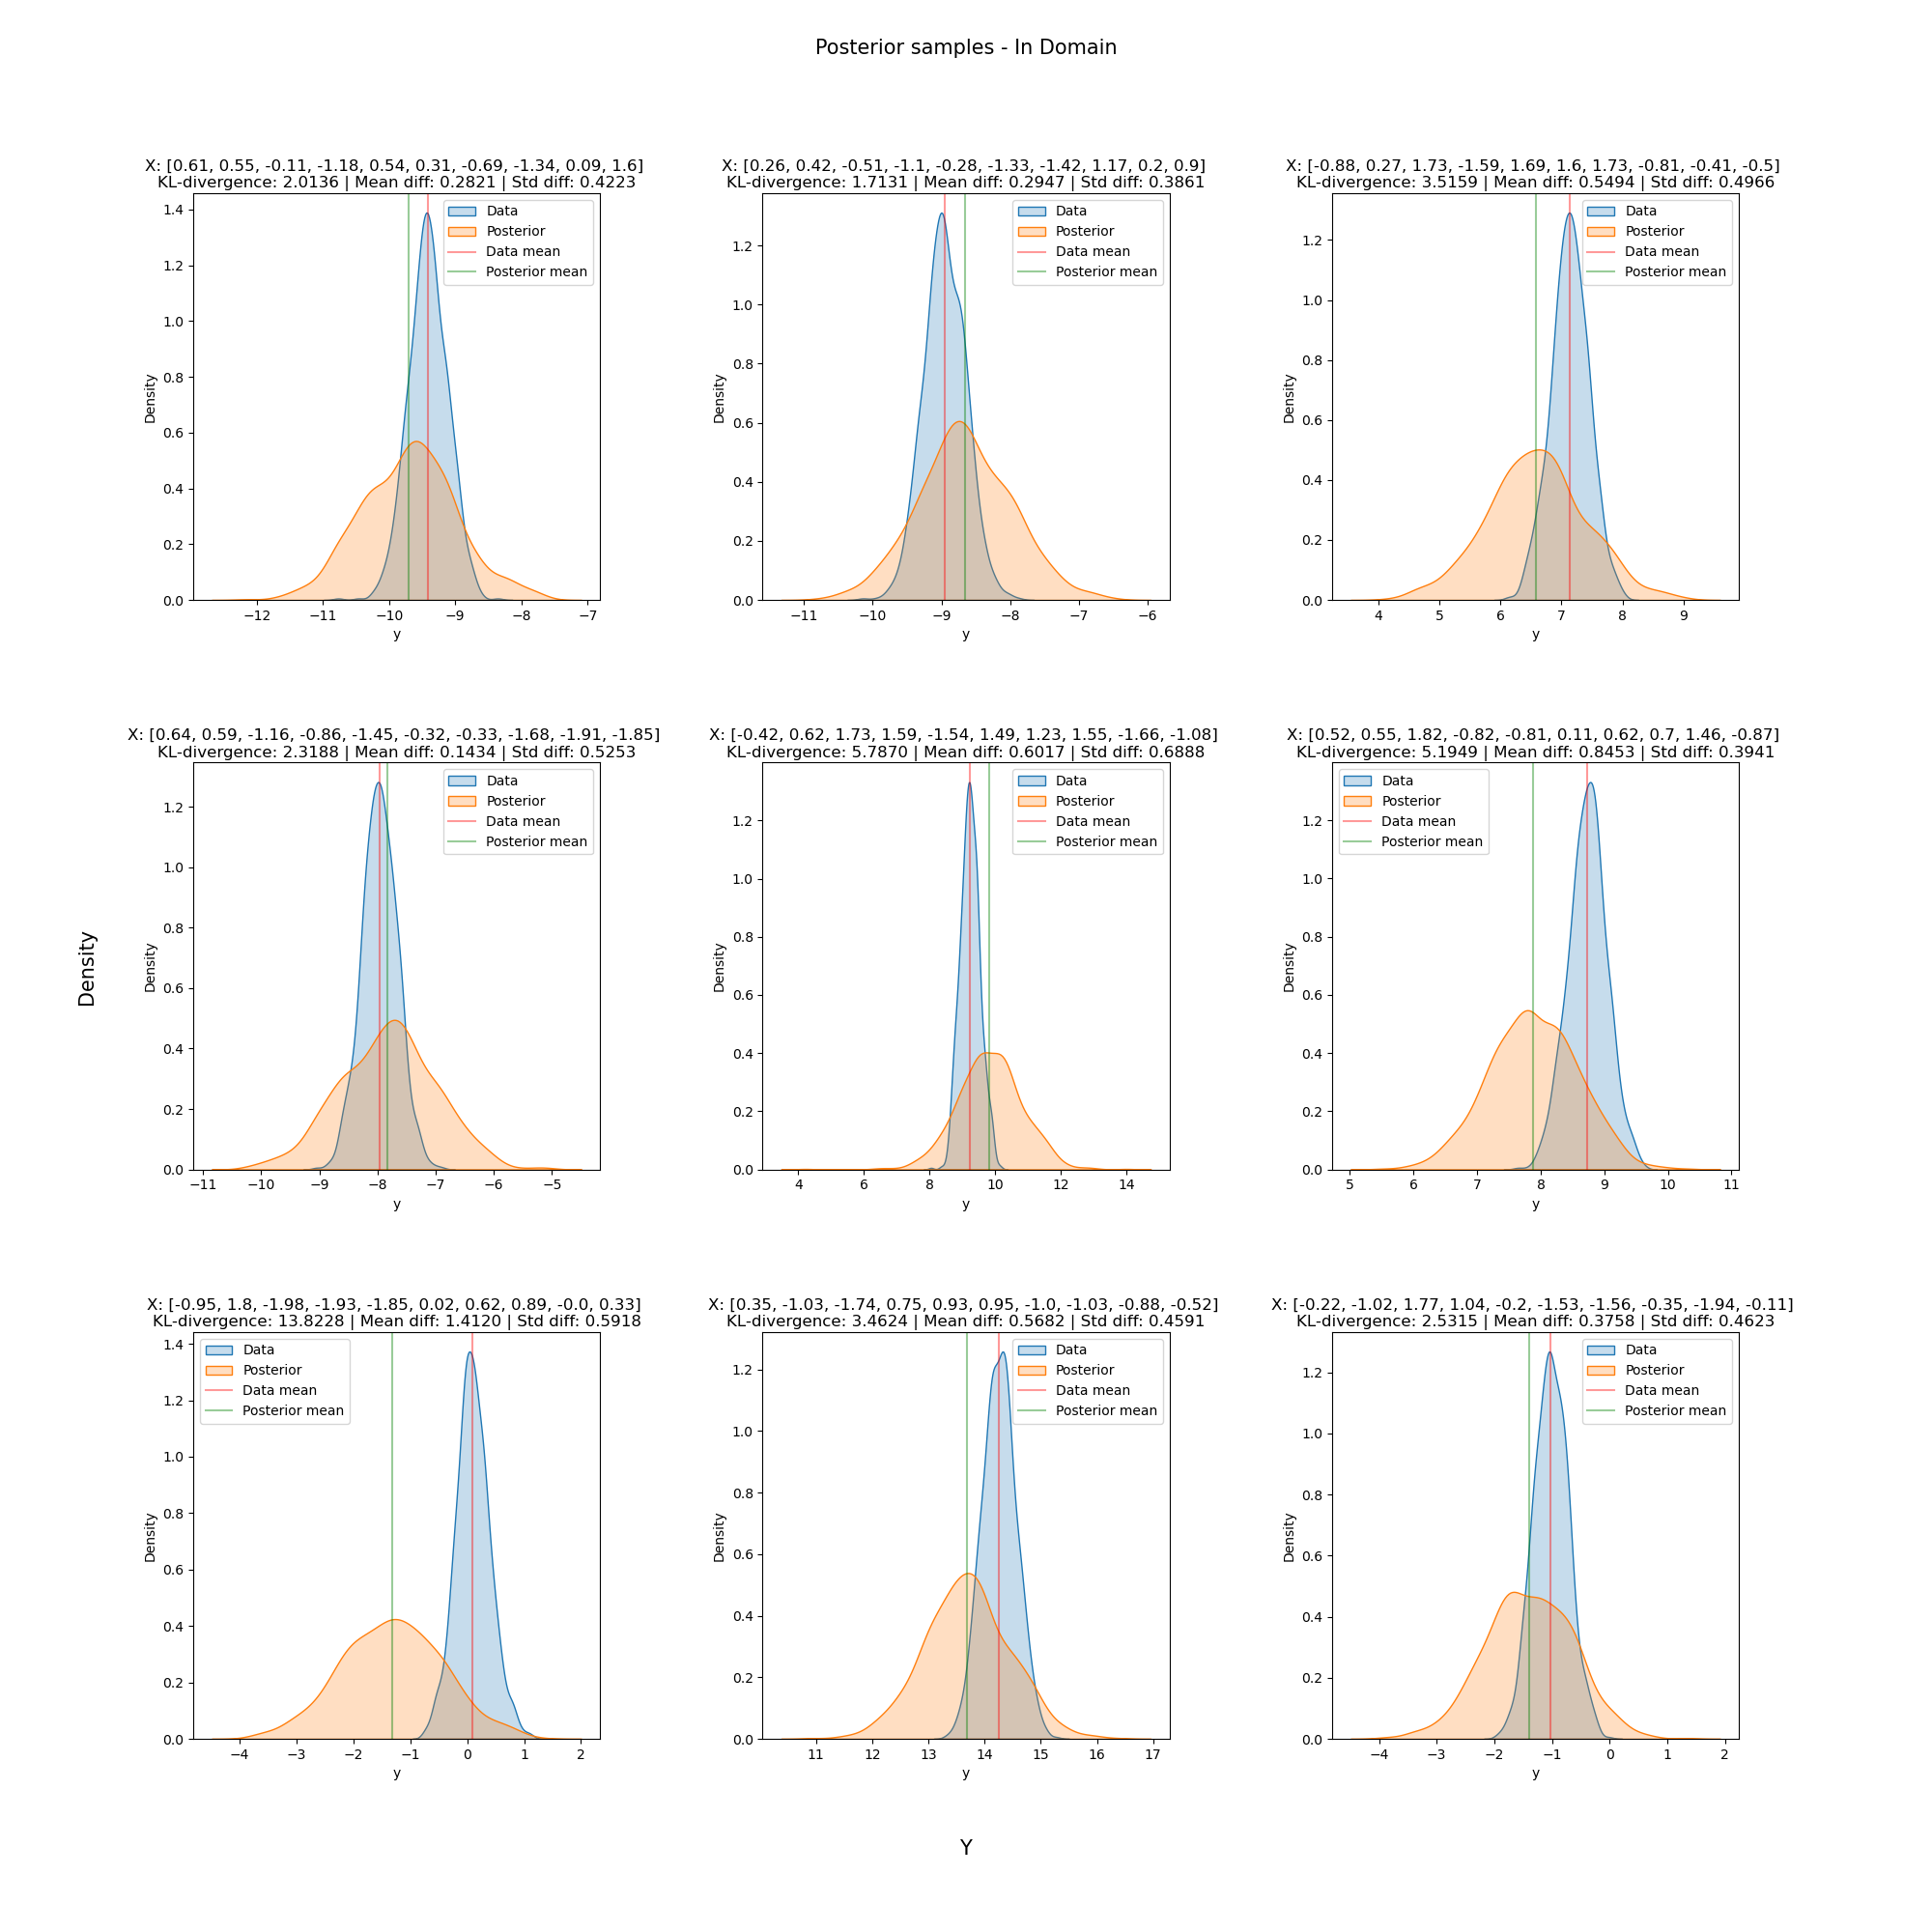 Posterior samples - In Domain
X: [0.61, 0.55, -0.11, -1.18, 0.54, 0.31, -0.69, -1.34, 0.09, 1.6]
KL-divergence: 2.0136 | Mean diff: 0.2821 | Std diff: 0.4223
1.4
1.2
1.0
0.8
0.6
0.4
0.2
0.0
Density
Data
Posterior
Data mean
Posterior mean
−12 −11 −10 −9 −8 −7
y
X: [0.26, 0.42, -0.51, -1.1, -0.28, -1.33, -1.42, 1.17, 0.2, 0.9]
KL-divergence: 1.7131 | Mean diff: 0.2947 | Std diff: 0.3861
1.2
1.0
0.8
0.6
0.4
0.2
0.0
Density
Data
Posterior
Data mean
Posterior mean
−11 −10 −9 −8 −7 −6
y
X: [-0.88, 0.27, 1.73, -1.59, 1.69, 1.6, 1.73, -0.81, -0.41, -0.5]
KL-divergence: 3.5159 | Mean diff: 0.5494 | Std diff: 0.4966
1.2
1.0
0.8
0.6
0.4
0.2
0.0
Density
Data
Posterior
Data mean
Posterior mean
4 5 6 7 8 9
y
X: [0.64, 0.59, -1.16, -0.86, -1.45, -0.32, -0.33, -1.68, -1.91, -1.85]
KL-divergence: 2.3188 | Mean diff: 0.1434 | Std diff: 0.5253
1.2
1.0
0.8
0.6
0.4
0.2
0.0
Density
Data
Posterior
Data mean
Posterior mean
−11 −10 −9 −8 −7 −6 −5
y
X: [-0.42, 0.62, 1.73, 1.59, -1.54, 1.49, 1.23, 1.55, -1.66, -1.08]
KL-divergence: 5.7870 | Mean diff: 0.6017 | Std diff: 0.6888
1.2
1.0
0.8
0.6
0.4
0.2
0.0
Density
Data
Posterior
Data mean
Posterior mean
4 6 8 10 12 14
y
X: [0.52, 0.55, 1.82, -0.82, -0.81, 0.11, 0.62, 0.7, 1.46, -0.87]
KL-divergence: 5.1949 | Mean diff: 0.8453 | Std diff: 0.3941
1.2
1.0
0.8
0.6
0.4
0.2
0.0
Density
Data
Posterior
Data mean
Posterior mean
5 6 7 8 9 10 11
y
Density
X: [-0.95, 1.8, -1.98, -1.93, -1.85, 0.02, 0.62, 0.89, -0.0, 0.33]
KL-divergence: 13.8228 | Mean diff: 1.4120 | Std diff: 0.5918
1.4
1.2
1.0
0.8
0.6
0.4
0.2
0.0
Density
Data
Posterior
Data mean
Posterior mean
−4 −3 −2 −1 0 1 2
y
X: [0.35, -1.03, -1.74, 0.75, 0.93, 0.95, -1.0, -1.03, -0.88, -0.52]
KL-divergence: 3.4624 | Mean diff: 0.5682 | Std diff: 0.4591
1.2
1.0
0.8
0.6
0.4
0.2
0.0
Density
Data
Posterior
Data mean
Posterior mean
11 12 13 14 15 16 17
y
X: [-0.22, -1.02, 1.77, 1.04, -0.2, -1.53, -1.56, -0.35, -1.94, -0.11]
KL-divergence: 2.5315 | Mean diff: 0.3758 | Std diff: 0.4623
1.2
1.0
0.8
0.6
0.4
0.2
0.0
Density
Data
Posterior
Data mean
Posterior mean
−4 −3 −2 −1 0 1 2
y
Y